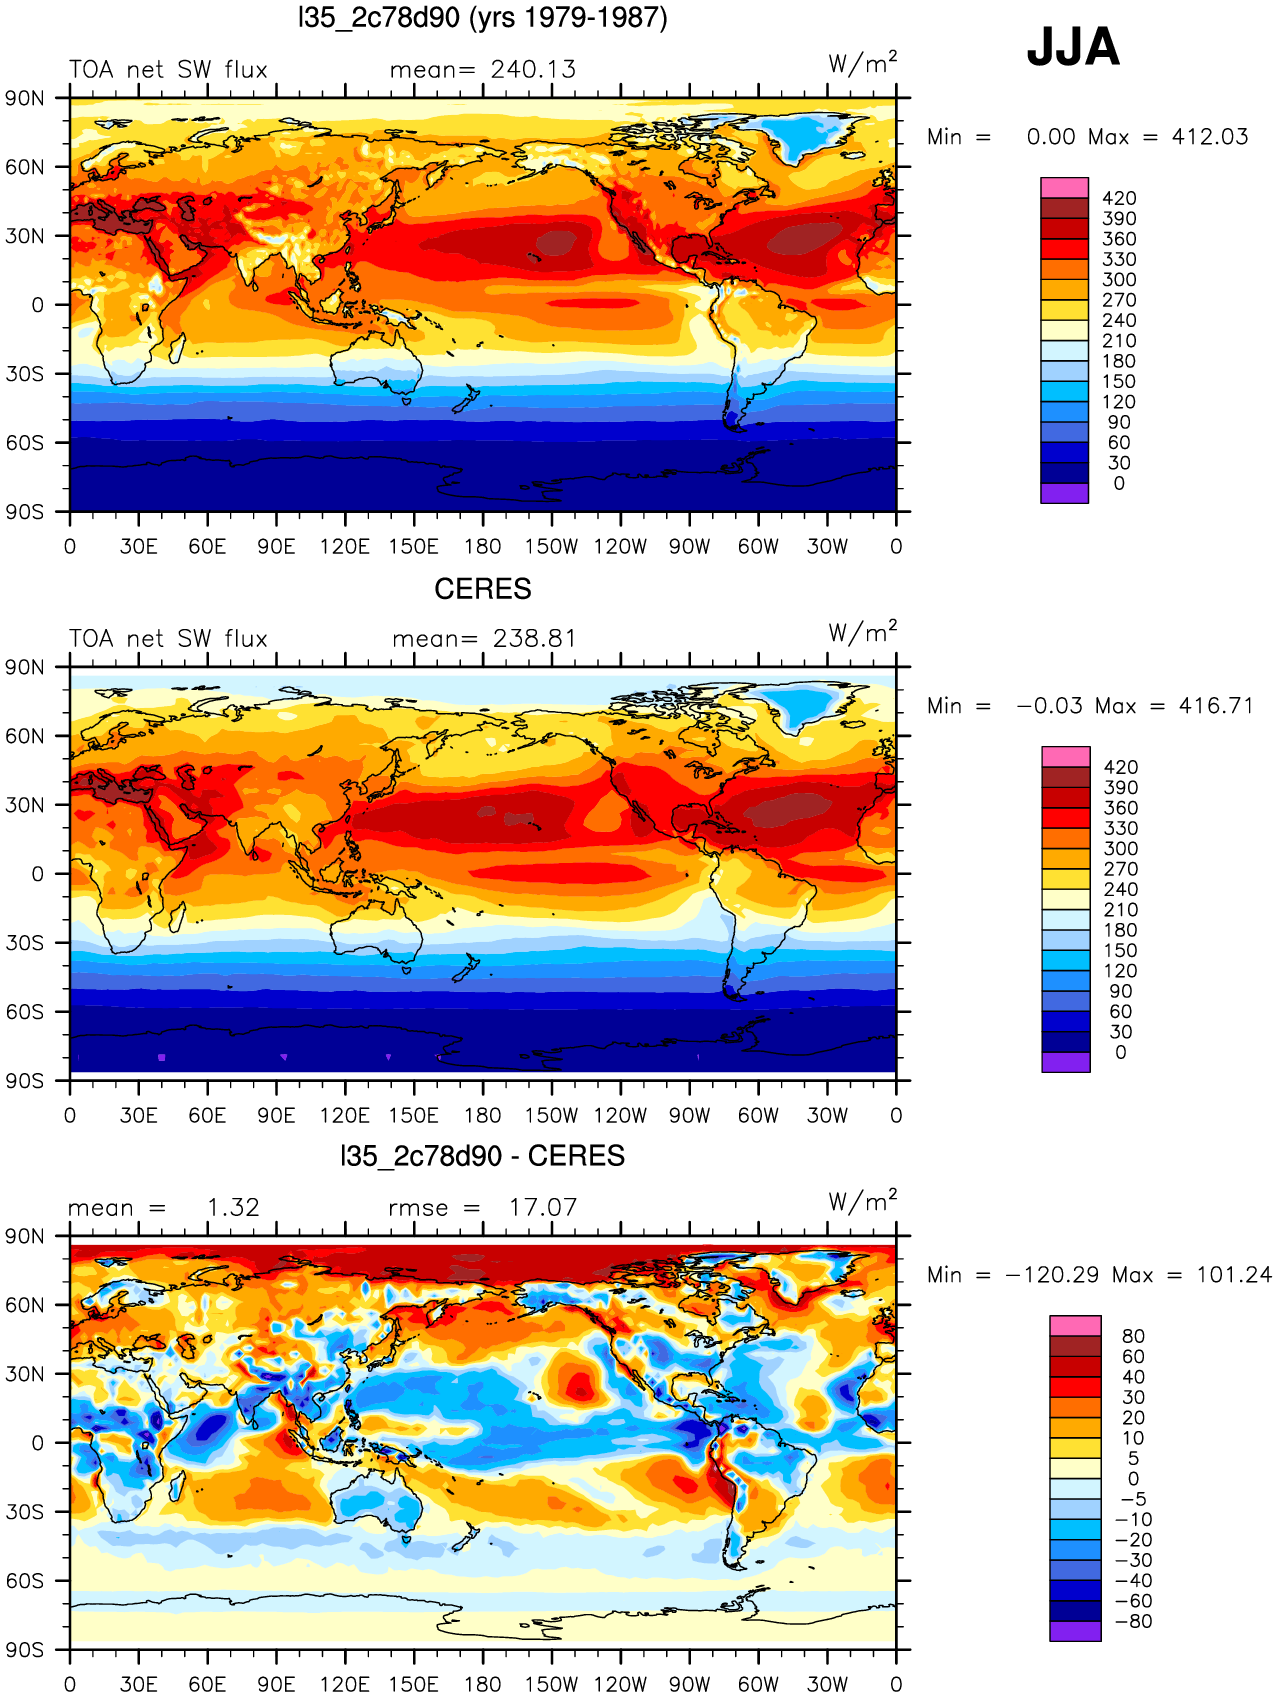 l35_2c78d90 (yrs 1979-1987)
JJA
TOA net SW flux mean= 240.13 W/m²
Min = 0.00 Max = 412.03
90N
60N
30N
0
30S
60S
90S
0 30E 60E 90E 120E 150E 180 150W 120W 90W 60W 30W 0
420
390
360
330
300
270
240
210
180
150
120
90
60
30
0
CERES
TOA net SW flux mean= 238.81 W/m²
Min = −0.03 Max = 416.71
90N
60N
30N
0
30S
60S
90S
0 30E 60E 90E 120E 150E 180 150W 120W 90W 60W 30W 0
420
390
360
330
300
270
240
210
180
150
120
90
60
30
0
l35_2c78d90 - CERES
mean = 1.32 rmse = 17.07 W/m²
Min = −120.29 Max = 101.24
90N
60N
30N
0
30S
60S
90S
0 30E 60E 90E 120E 150E 180 150W 120W 90W 60W 30W 0
80
60
40
30
20
10
5
0
−5
−10
−20
−30
−40
−60
−80